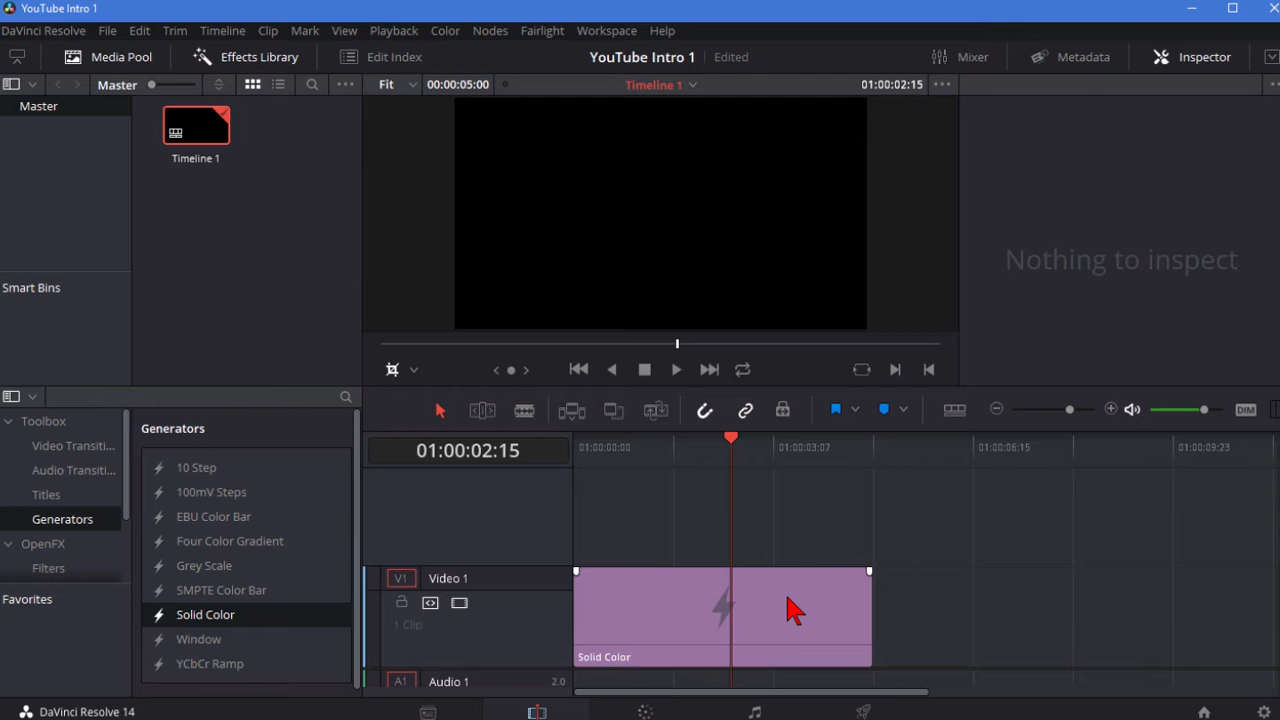 YouTube Intro 1
DaVinci Resolve File Edit Trim Timeline Clip Mark View Playback Color Nodes Fairlight Workspace Help
Media Pool Effects Library Edit Index YouTube Intro 1 Edited Mixer Metadata Inspector
Master Fit 00:00:05:00 Timeline 1 01:00:02:15
Master
Timeline 1
Nothing to inspect
Smart Bins
Toolbox
Video Transiti...
Audio Transiti...
Titles
Generators
OpenFX
Filters
Favorites
Generators
10 Step
100mV Steps
EBU Color Bar
Four Color Gradient
Grey Scale
SMPTE Color Bar
Solid Color
Window
YCbCr Ramp
DIM
01:00:02:15 01:00:00:00 01:00:03:07 01:00:06:15 01:00:09:23
V1 Video 1
1 Clip
Solid Color
A1 Audio 1 2.0
DaVinci Resolve 14